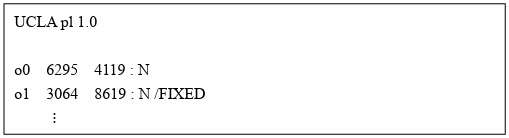 UCLA pl 1.0
o0 6295 4119 : N
o1 3064 8619 : N /FIXED
⋮